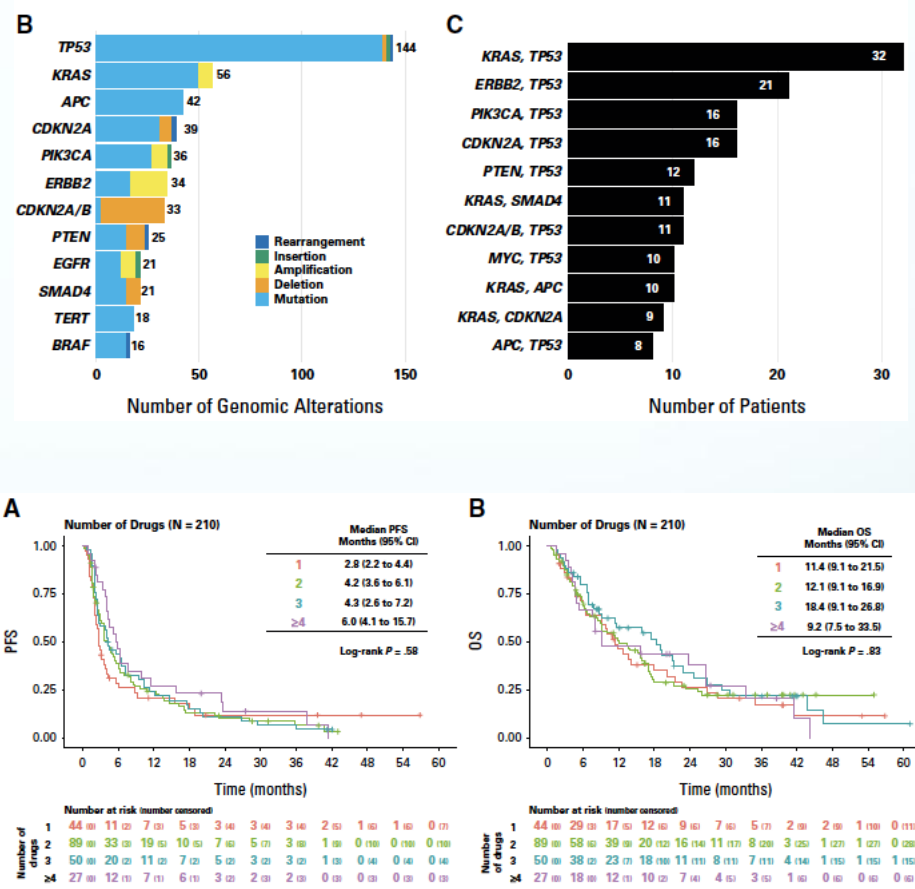 B
TP53 144
KRAS 56
APC 42
CDKN2A 39
PIK3CA 36
ERBB2 34
CDKN2A/B 33
PTEN 25
EGFR 21
SMAD4 21
TERT 18
BRAF 16
Rearrangement
Insertion
Amplification
Deletion
Mutation
0 50 100 150
Number of Genomic Alterations
C
KRAS, TP53 32
ERBB2, TP53 21
PIK3CA, TP53 16
CDKN2A, TP53 16
PTEN, TP53 12
KRAS, SMAD4 11
CDKN2A/B, TP53 11
MYC, TP53 10
KRAS, APC 10
KRAS, CDKN2A 9
APC, TP53 8
0 10 20 30
Number of Patients
A
Number of Drugs (N = 210)
Median PFS
Months (95% CI)
1 2.8 (2.2 to 4.4)
2 4.2 (3.6 to 6.1)
3 4.3 (2.6 to 7.2)
≥4 6.0 (4.1 to 15.7)
Log-rank P = .58
PFS
1.00
0.75
0.50
0.25
0.00
0 6 12 18 24 30 36 42 48 54 60
Time (months)
Number at risk (number censored)
Number of drugs
1 44 (0) 11 (2) 7 (3) 5 (3) 3 (4) 3 (4) 3 (4) 2 (5) 1 (6) 1 (6) 0 (7)
2 89 (0) 33 (3) 19 (5) 10 (5) 7 (6) 5 (7) 3 (8) 1 (9) 0 (10) 0 (10) 0 (10)
3 50 (0) 20 (2) 11 (2) 7 (2) 5 (2) 3 (2) 3 (2) 1 (3) 0 (4) 0 (4) 0 (4)
≥4 27 (0) 12 (1) 7 (1) 6 (1) 3 (2) 2 (3) 2 (3) 0 (3) 0 (3) 0 (3) 0 (3)
B
Number of Drugs (N = 210)
Median OS
Months (95% CI)
1 11.4 (9.1 to 21.5)
2 12.1 (9.1 to 16.9)
3 18.4 (9.1 to 26.8)
≥4 9.2 (7.5 to 33.5)
Log-rank P = .83
OS
1.00
0.75
0.50
0.25
0.00
0 6 12 18 24 30 36 42 48 54 60
Time (months)
Number at risk (number censored)
Number of drugs
1 44 (0) 29 (3) 17 (5) 12 (6) 9 (6) 7 (6) 5 (7) 2 (9) 2 (9) 1 (10) 0 (11)
2 89 (0) 58 (6) 39 (9) 20 (12) 16 (14) 11 (17) 8 (20) 3 (25) 1 (27) 1 (27) 0 (28)
3 50 (0) 38 (2) 23 (7) 18 (10) 11 (11) 8 (11) 7 (11) 4 (14) 1 (15) 1 (15) 1 (15)
≥4 27 (0) 18 (0) 12 (1) 10 (2) 7 (4) 4 (5) 3 (5) 1 (6) 0 (6) 0 (6) 0 (6)